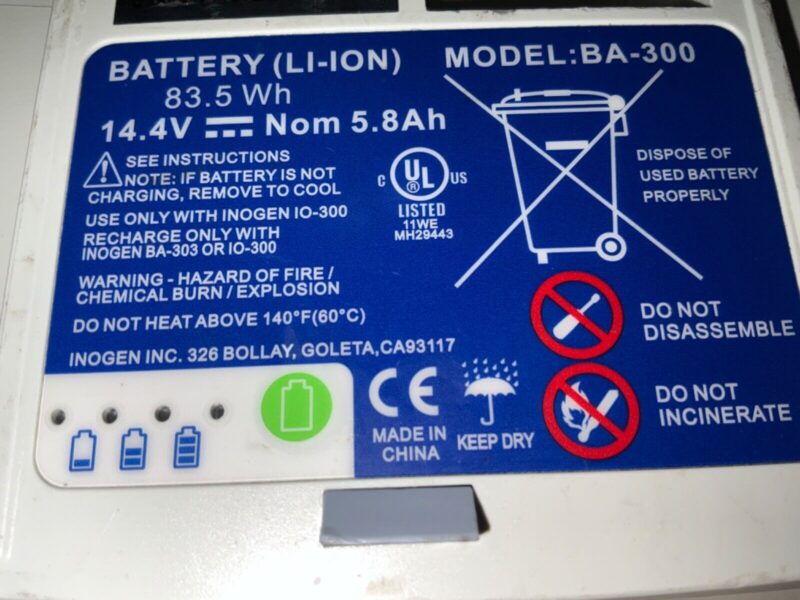 BATTERY (LI-ION) MODEL:BA-300
83.5 Wh
14.4V Nom 5.8Ah
SEE INSTRUCTIONS
NOTE: IF BATTERY IS NOT
CHARGING, REMOVE TO COOL
USE ONLY WITH INOGEN IO-300
RECHARGE ONLY WITH
INOGEN BA-303 OR IO-300
WARNING - HAZARD OF FIRE /
CHEMICAL BURN / EXPLOSION
DO NOT HEAT ABOVE 140°F(60°C)
INOGEN INC. 326 BOLLAY, GOLETA,CA93117
C UL US
®
LISTED
11WE
MH29443
DISPOSE OF
USED BATTERY
PROPERLY
DO NOT
DISASSEMBLE
DO NOT
INCINERATE
CE
MADE IN
CHINA
KEEP DRY